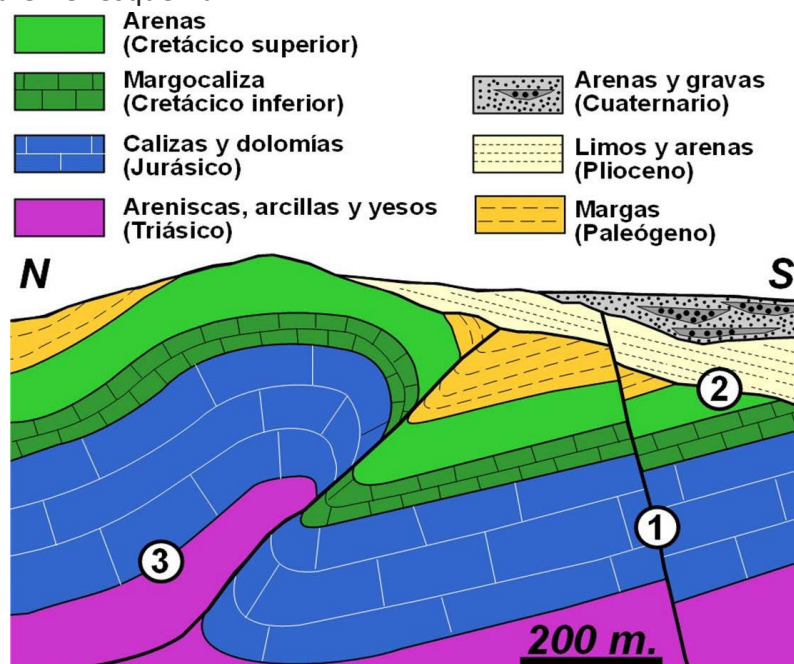 Arenas
(Cretácico superior)
Margocaliza
(Cretácico inferior)
Calizas y dolomías
(Jurásico)
Areniscas, arcillas y yesos
(Triásico)
Arenas y gravas
(Cuaternario)
Limos y arenas
(Plioceno)
Margas
(Paleógeno)
N
S
2
1
3
200 m.